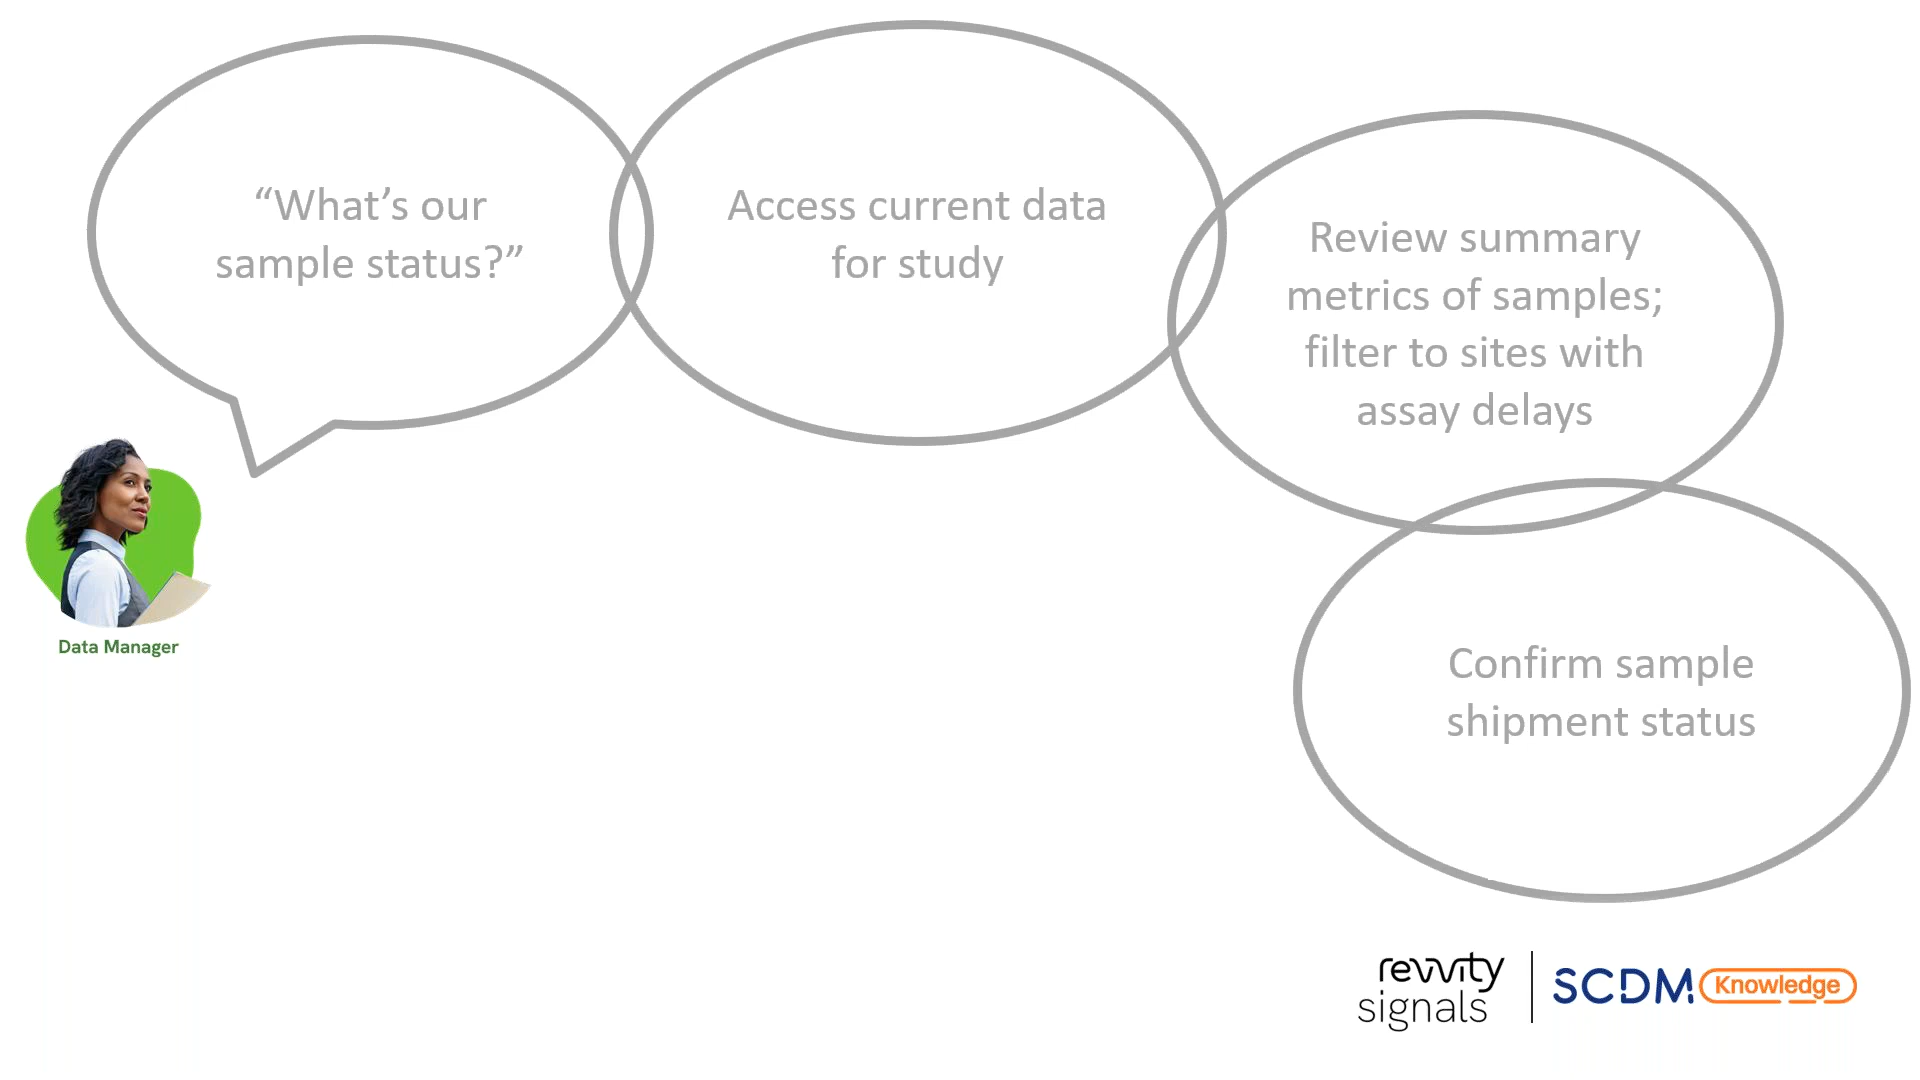 “What’s our
sample status?”
Access current data
for study
Review summary
metrics of samples;
filter to sites with
assay delays
Confirm sample
shipment status
Data Manager
revvity
signals
SCDM Knowledge